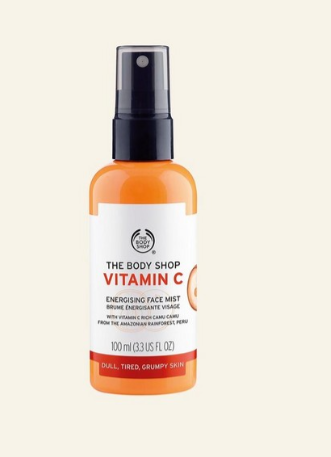 THE
BODY
SHOP
THE BODY SHOP
VITAMIN C
ENERGISING FACE MIST
BRUME ÉNERGISANTE VISAGE
WITH VITAMIN C RICH CAMU CAMU
FROM THE AMAZONIAN RAINFOREST, PERU
100 ml (3.3 US FL OZ)
DULL, TIRED, GRUMPY SKIN